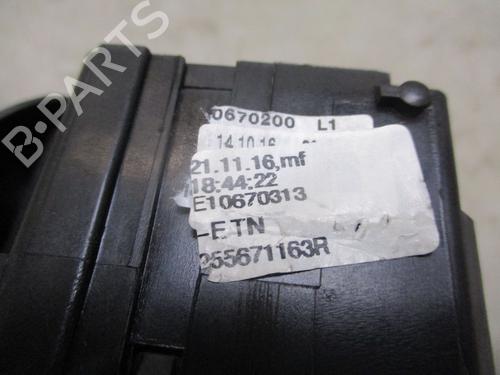 B-PARTS
0670200 L1
14.10.16
21.11.16,mf
18:44:22
E10670313
-ETN
255671163R